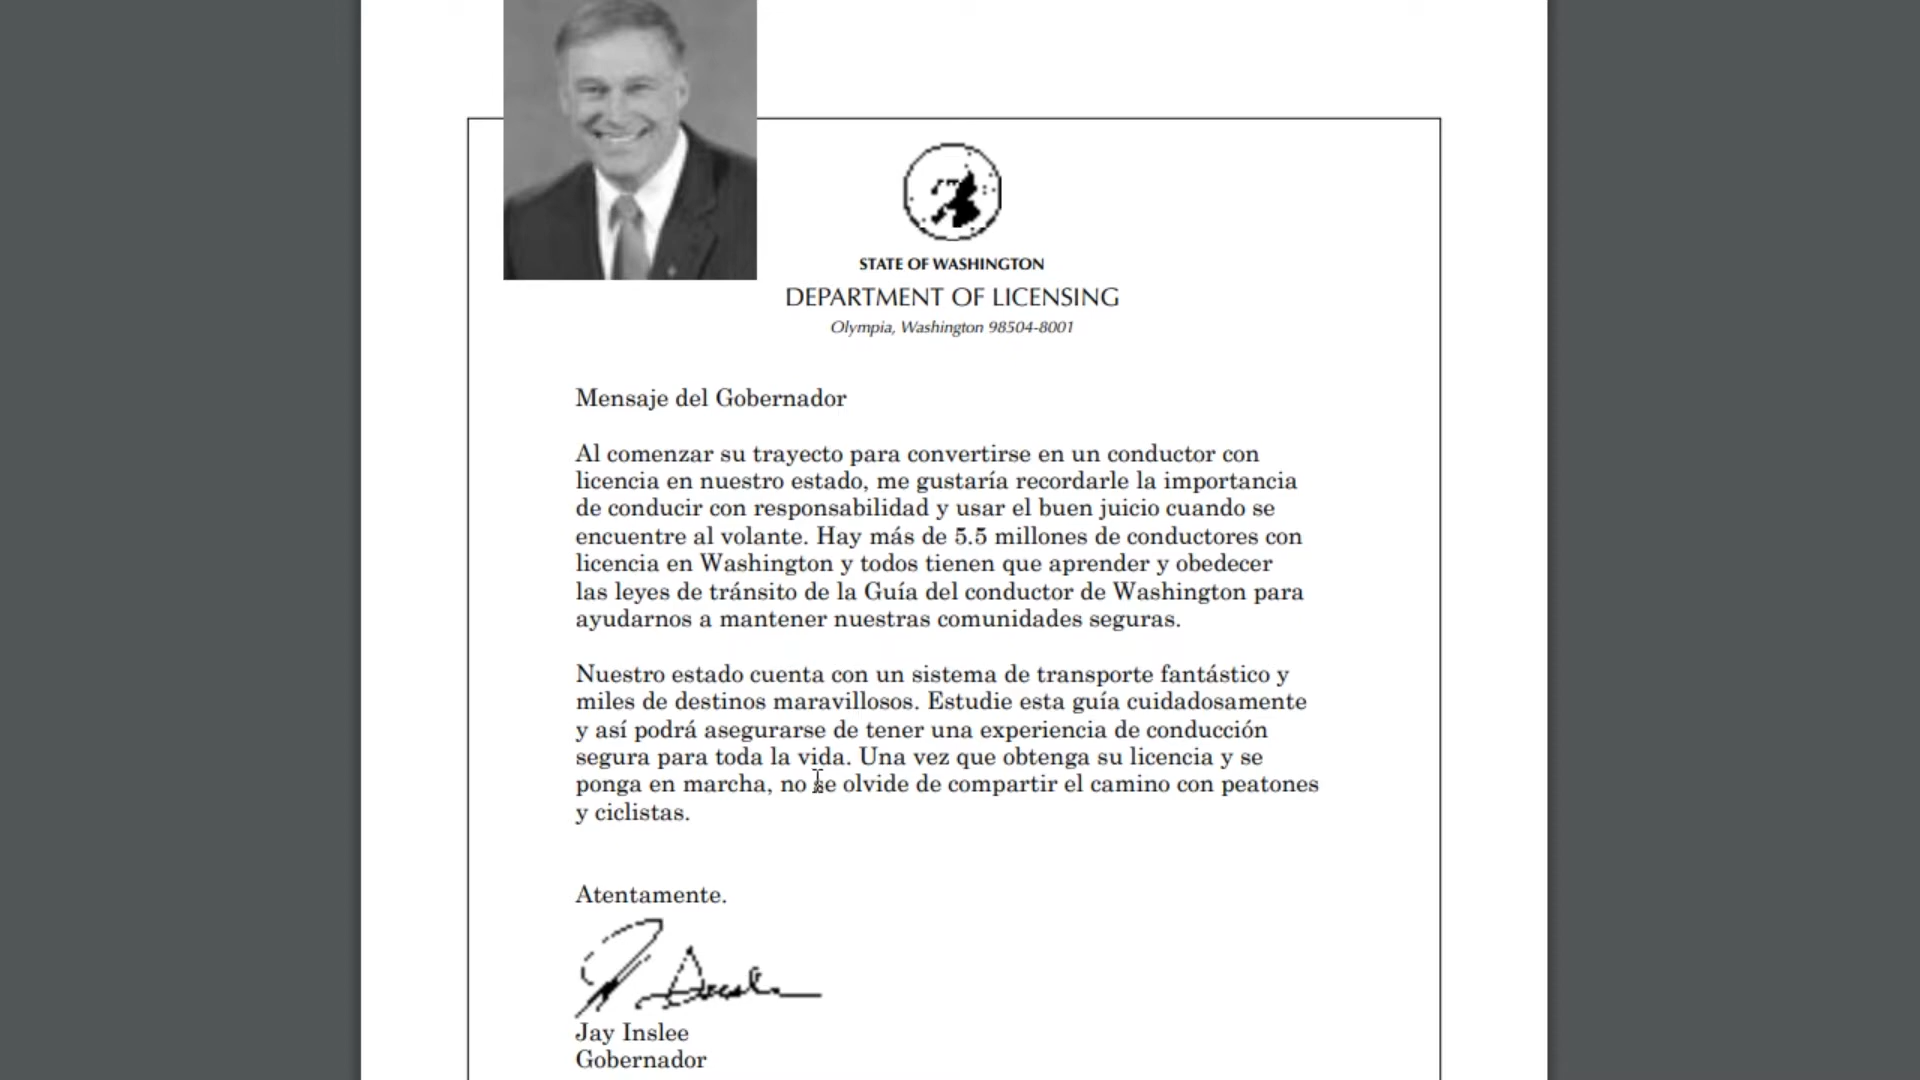 STATE OF WASHINGTON
DEPARTMENT OF LICENSING
Olympia, Washington 98504-8001
Mensaje del Gobernador
Al comenzar su trayecto para convertirse en un conductor con
licencia en nuestro estado, me gustaría recordarle la importancia
de conducir con responsabilidad y usar el buen juicio cuando se
encuentre al volante. Hay más de 5.5 millones de conductores con
licencia en Washington y todos tienen que aprender y obedecer
las leyes de tránsito de la Guía del conductor de Washington para
ayudarnos a mantener nuestras comunidades seguras.
Nuestro estado cuenta con un sistema de transporte fantástico y
miles de destinos maravillosos. Estudie esta guía cuidadosamente
y así podrá asegurarse de tener una experiencia de conducción
segura para toda la vida. Una vez que obtenga su licencia y se
ponga en marcha, no se olvide de compartir el camino con peatones
y ciclistas.
Atentamente.
Jay Inslee
Gobernador